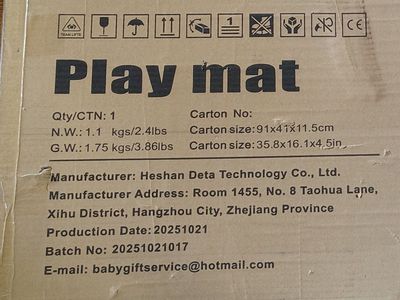 TEAM LIFTS
1
CE
Play mat
Qty/CTN: 1 Carton No:
N.W.: 1.1 kgs/2.4lbs Carton size: 91x41x11.5cm
G.W.: 1.75 kgs/3.86lbs Carton size: 35.8x16.1x4.5in
Manufacturer: Heshan Deta Technology Co., Ltd.
Manufacturer Address: Room 1455, No. 8 Taohua Lane,
Xihu District, Hangzhou City, Zhejiang Province
Production Date: 20251021
Batch No: 20251021017
E-mail: babygiftservice@hotmail.com